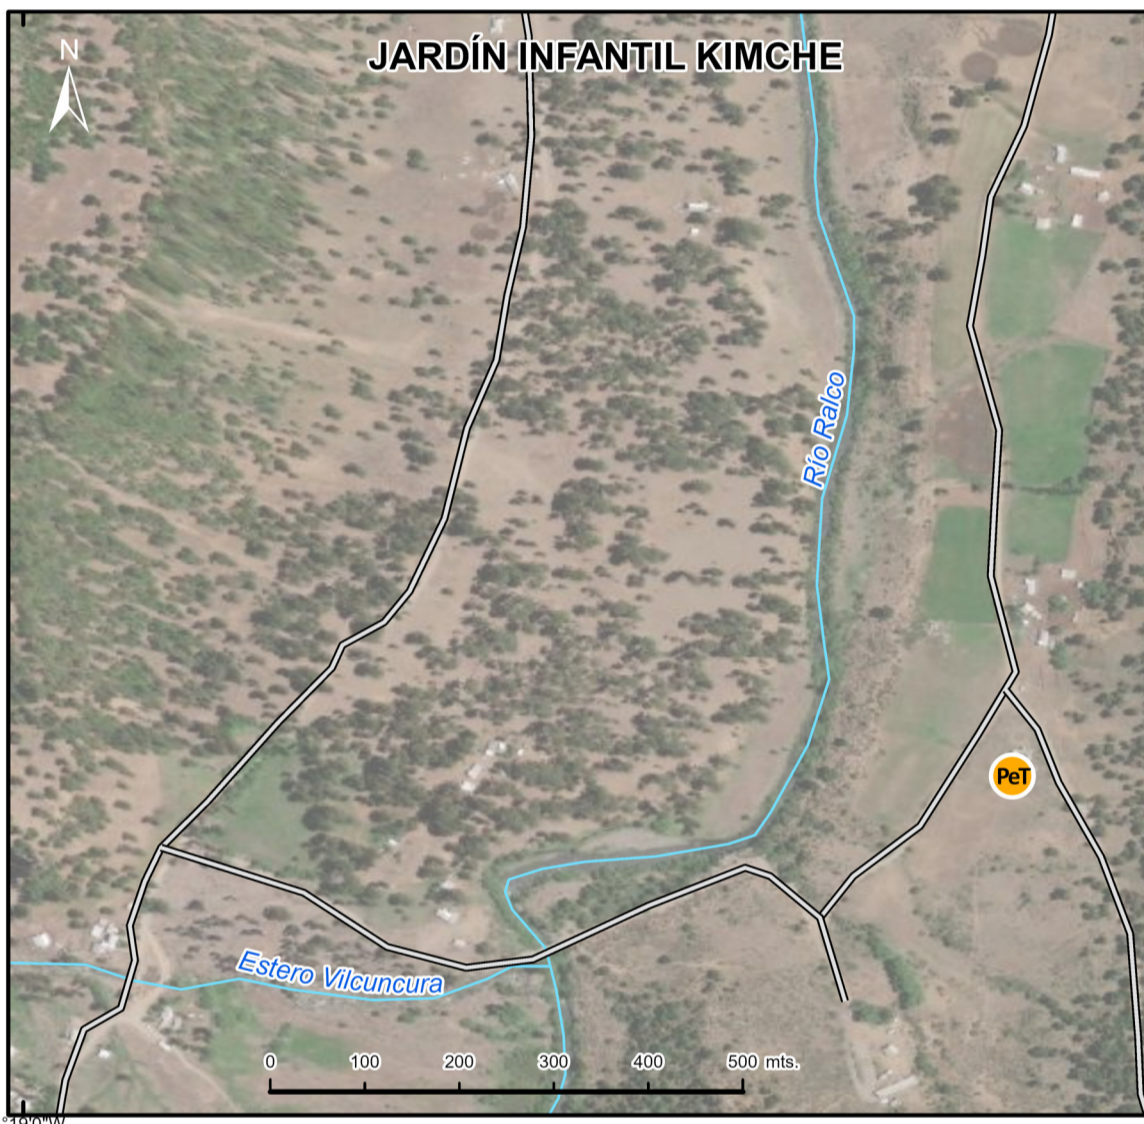 JARDÍN INFANTIL KIMCHE
N
Río Ralco
PeT
Estero Vilcuncura
0 100 200 300 400 500 mts.